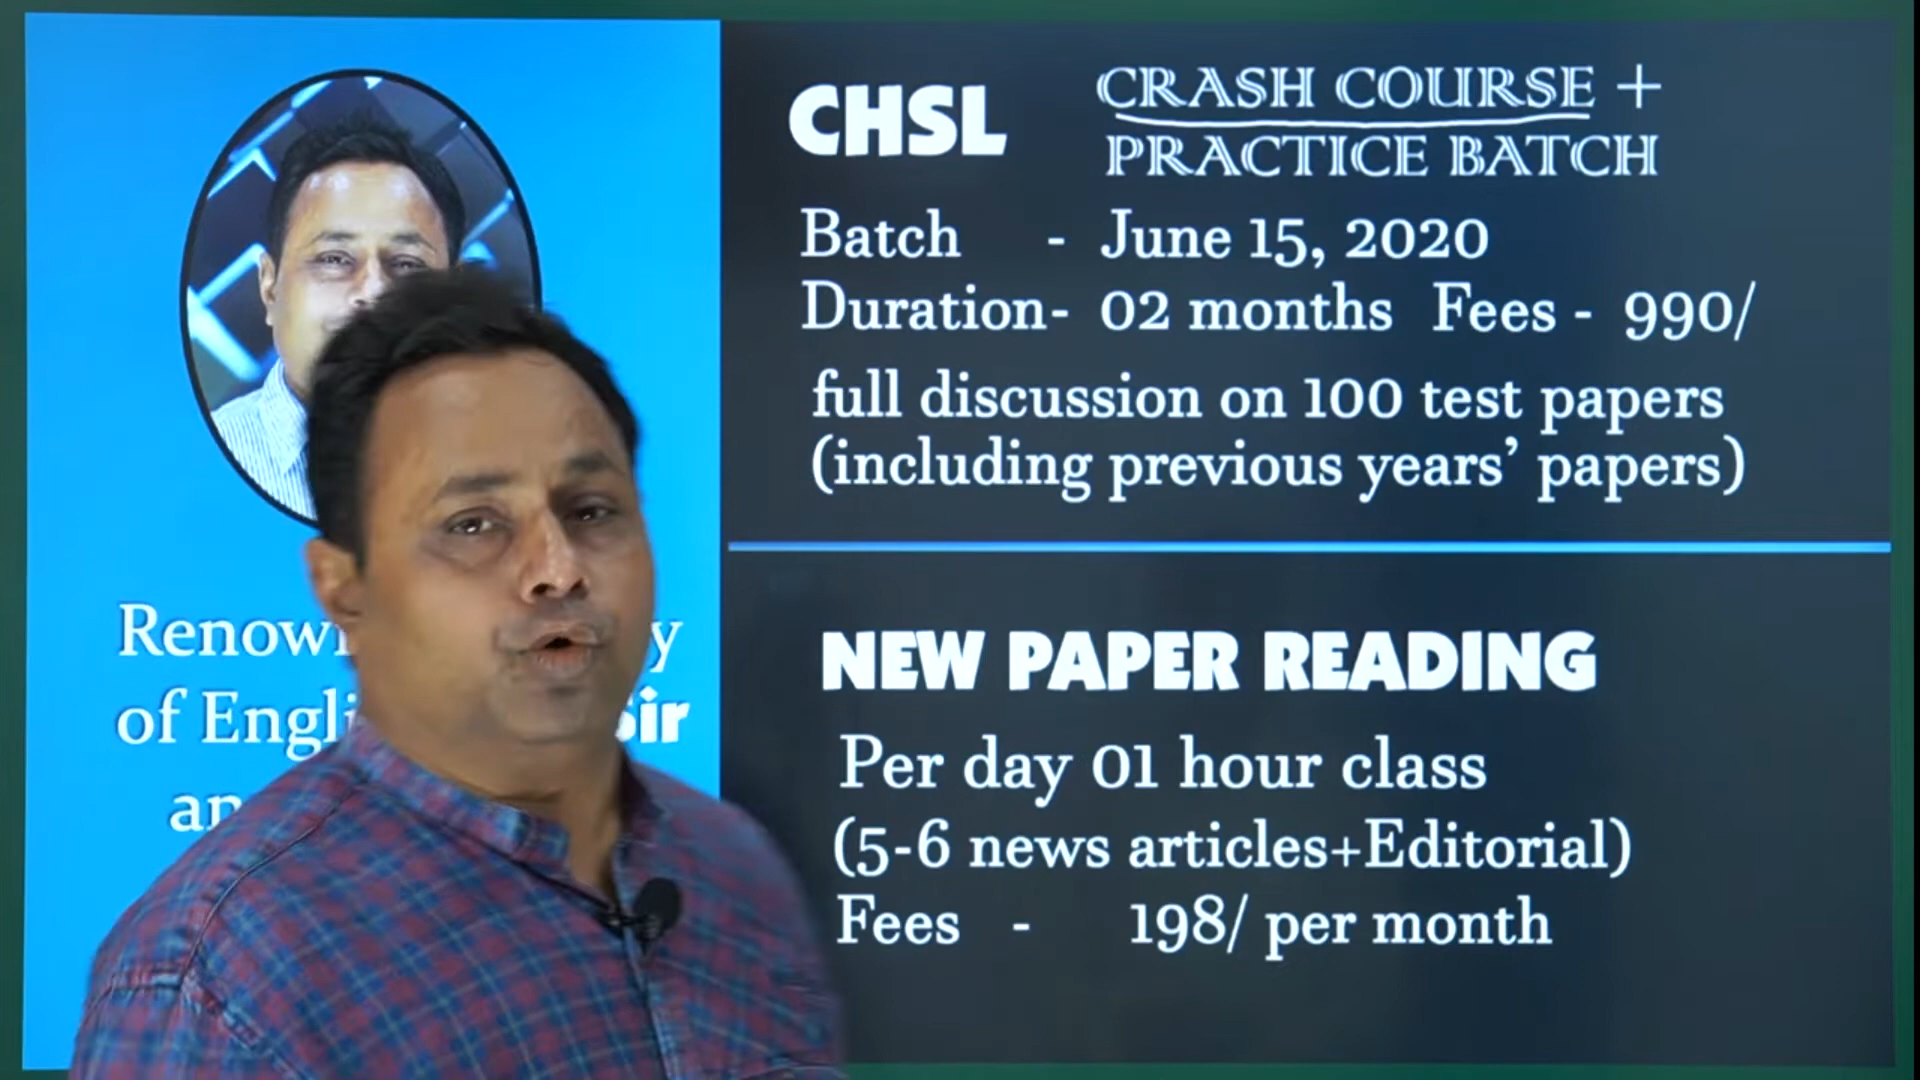 CHSL
CRASH COURSE +
PRACTICE BATCH
Batch - June 15, 2020
Duration- 02 months Fees - 990/
full discussion on 100 test papers
(including previous years’ papers)
NEW PAPER READING
Per day 01 hour class
(5-6 news articles+Editorial)
Fees - 198/ per month
of